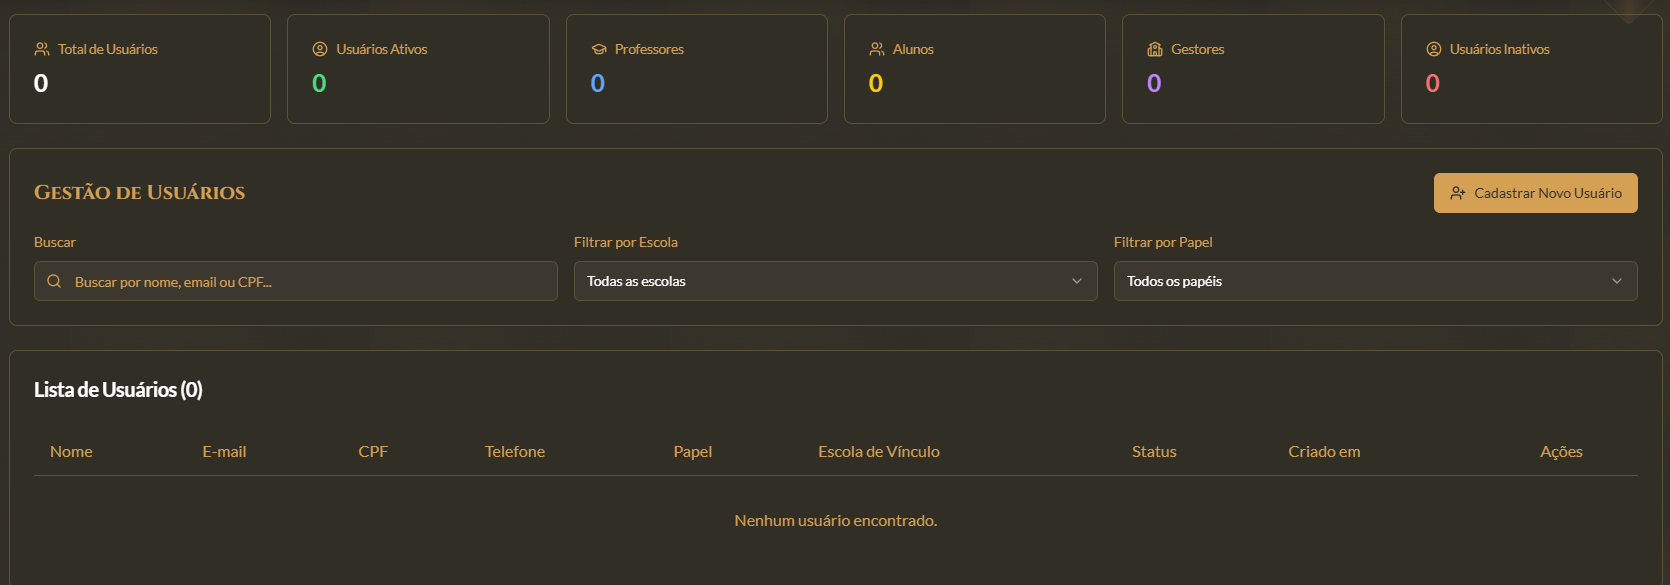 Total de Usuários
0
Usuários Ativos
0
Professores
0
Alunos
0
Gestores
0
Usuários Inativos
0
Gestão de Usuários
Cadastrar Novo Usuário
Buscar
Buscar por nome, email ou CPF...
Filtrar por Escola
Todas as escolas
Filtrar por Papel
Todos os papéis
Lista de Usuários (0)
Nome E-mail CPF Telefone Papel Escola de Vínculo Status Criado em Ações
Nenhum usuário encontrado.